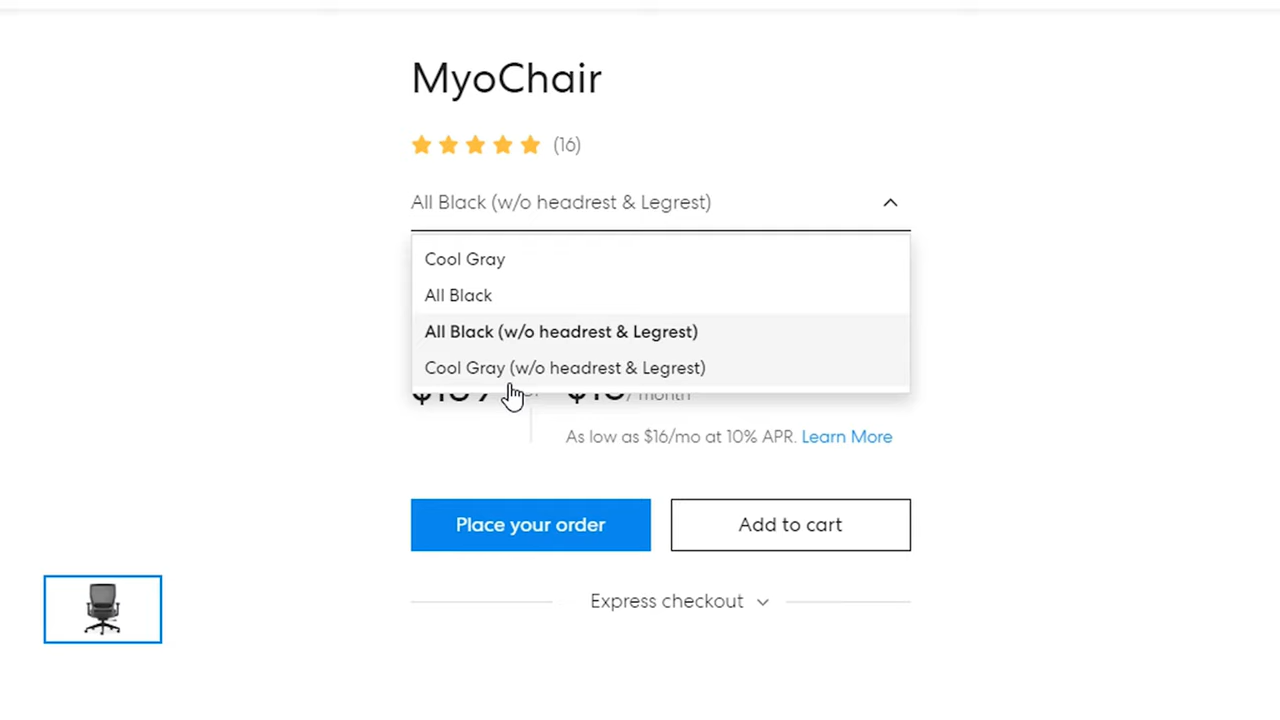 MyoChair
(16)
All Black (w/o headrest & Legrest)
Cool Gray
All Black
All Black (w/o headrest & Legrest)
Cool Gray (w/o headrest & Legrest)
/ month
As low as $16/mo at 10% APR. Learn More
Place your order
Add to cart
Express checkout